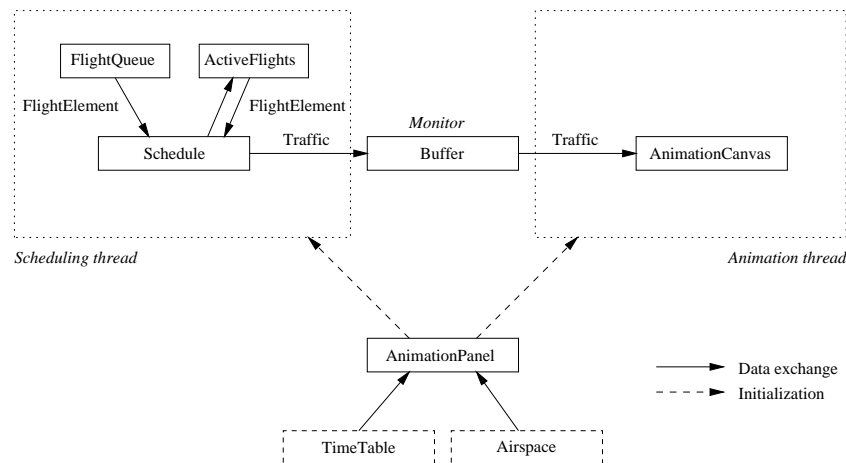 FlightQueue
ActiveFlights
FlightElement
FlightElement
Schedule
Traffic
Monitor
Buffer
Traffic
AnimationCanvas
Scheduling thread
Animation thread
AnimationPanel
Data exchange
Initialization
TimeTable
Airspace